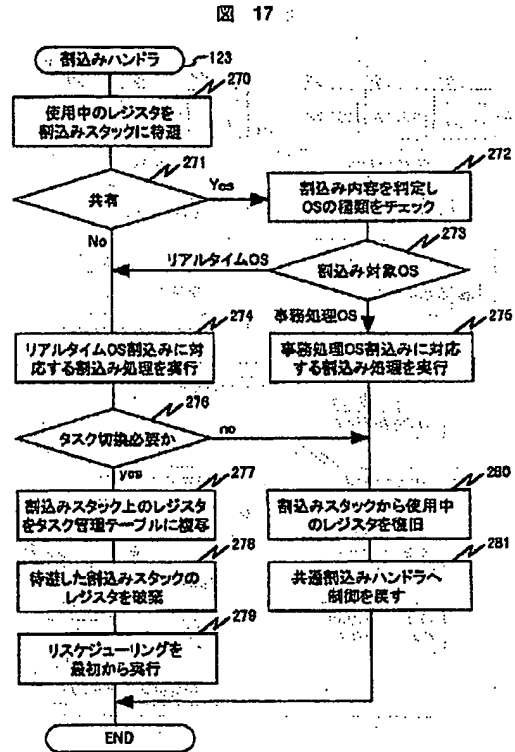 図 17
割込みハンドラ
123
270
使用中のレジスタを
割込みスタックに待避
271
共有
Yes
No
272
割込み内容を判定し
OSの種類をチェック
273
割込み対象OS
リアルタイムOS
事務処理OS
274
リアルタイムOS割込みに対
応する割込み処理を実行
275
事務処理OS割込みに対応
する割込み処理を実行
276
タスク切換必要か
no
yes
277
割込みスタック上のレジスタ
をタスク管理テーブルに複写
278
待避した割込みスタックの
レジスタを破棄
279
リスケジューリングを
最初から実行
280
割込みスタックから使用中
のレジスタを復旧
281
共通割込みハンドラへ
制御を戻す
END